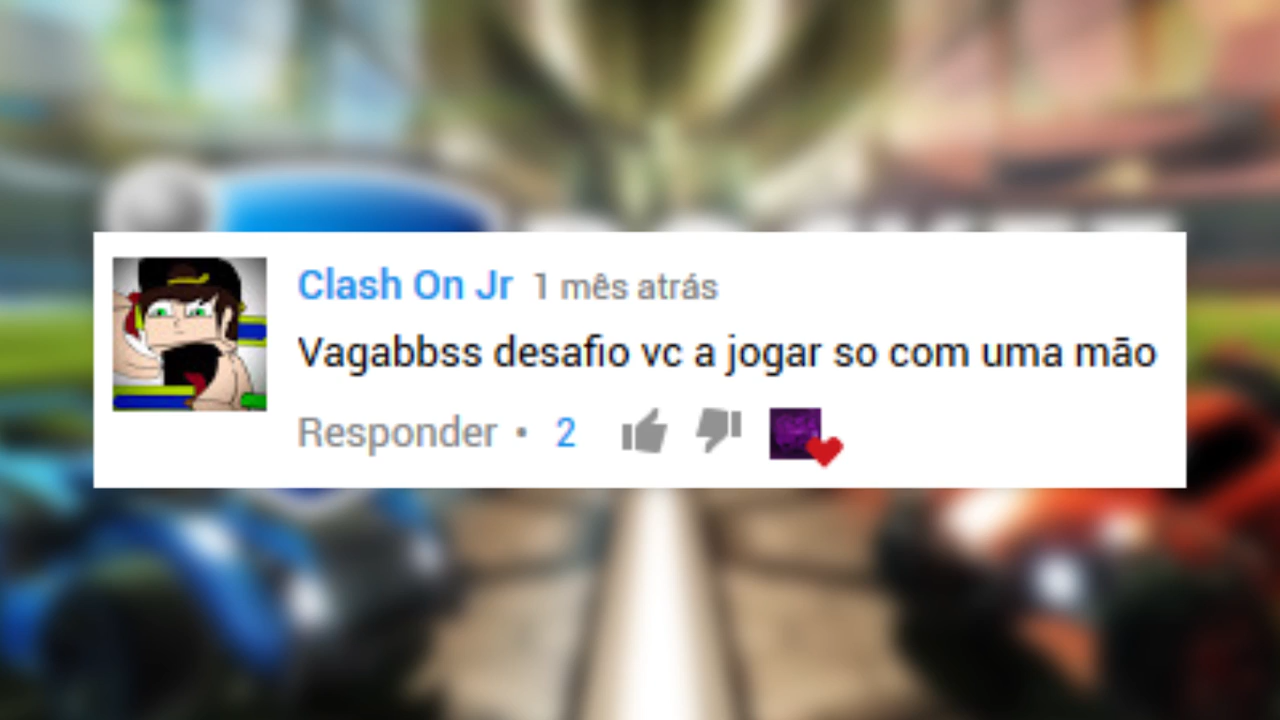 Clash On Jr 1 mês atrás
Vagabbss desafio vc a jogar so com uma mão
Responder • 2